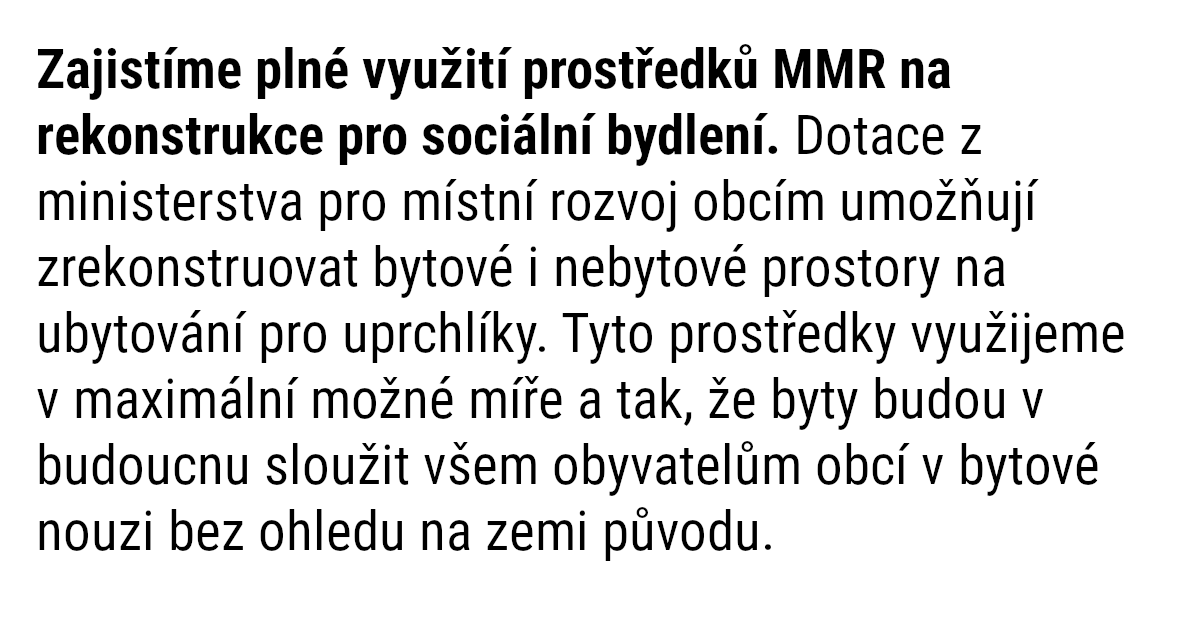 Zajistíme plné využití prostředků MMR na
rekonstrukce pro sociální bydlení. Dotace z
ministerstva pro místní rozvoj obcím umožňují
zrekonstruovat bytové i nebytové prostory na
ubytování pro uprchlíky. Tyto prostředky využijeme
v maximální možné míře a tak, že byty budou v
budoucnu sloužit všem obyvatelům obcí v bytové
nouzi bez ohledu na zemi původu.